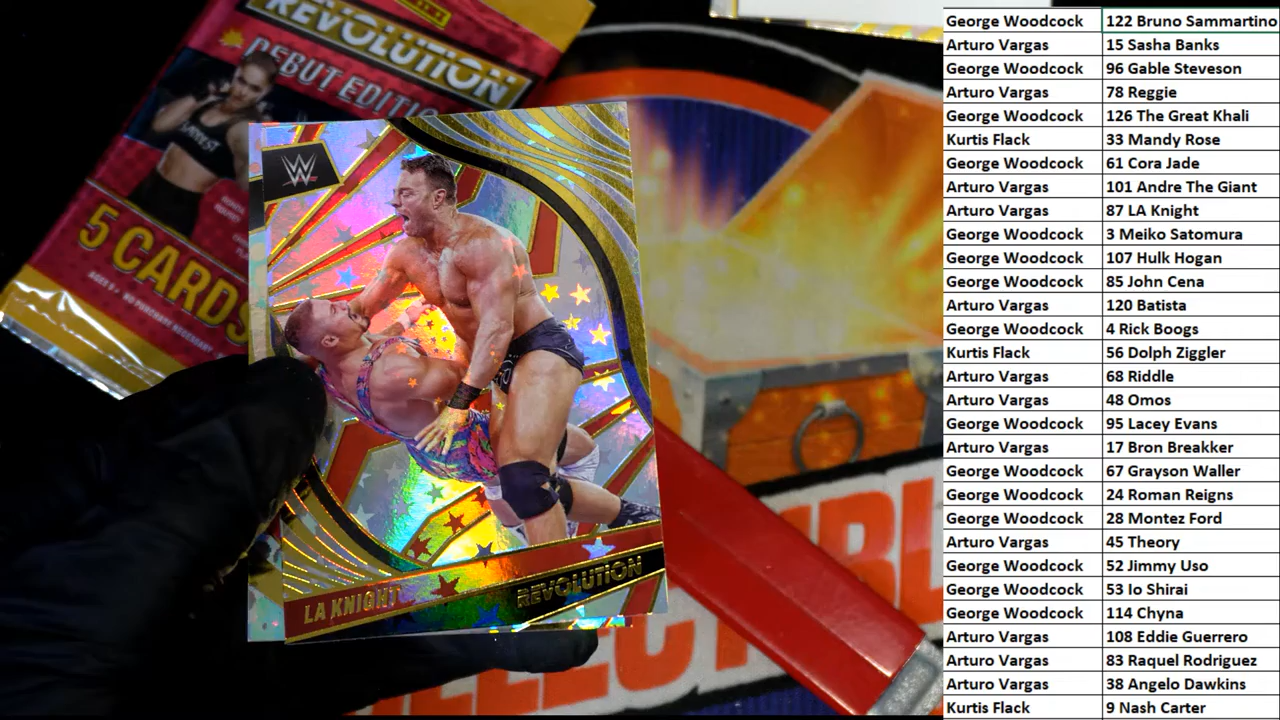 REVOLUTION
DEBUT EDITIO
5 CARDS
W
LA KNIGHT
REVOLUTION
George Woodcock 122 Bruno Sammartino
Arturo Vargas 15 Sasha Banks
George Woodcock 96 Gable Steveson
Arturo Vargas 78 Reggie
George Woodcock 126 The Great Khali
Kurtis Flack 33 Mandy Rose
George Woodcock 61 Cora Jade
Arturo Vargas 101 Andre The Giant
Arturo Vargas 87 LA Knight
George Woodcock 3 Meiko Satomura
George Woodcock 107 Hulk Hogan
George Woodcock 85 John Cena
Arturo Vargas 120 Batista
George Woodcock 4 Rick Boogs
Kurtis Flack 56 Dolph Ziggler
Arturo Vargas 68 Riddle
Arturo Vargas 48 Omos
George Woodcock 95 Lacey Evans
Arturo Vargas 17 Bron Breakker
George Woodcock 67 Grayson Waller
George Woodcock 24 Roman Reigns
George Woodcock 28 Montez Ford
Arturo Vargas 45 Theory
George Woodcock 52 Jimmy Uso
George Woodcock 53 Io Shirai
George Woodcock 114 Chyna
Arturo Vargas 108 Eddie Guerrero
Arturo Vargas 83 Raquel Rodriguez
Arturo Vargas 38 Angelo Dawkins
Kurtis Flack 9 Nash Carter